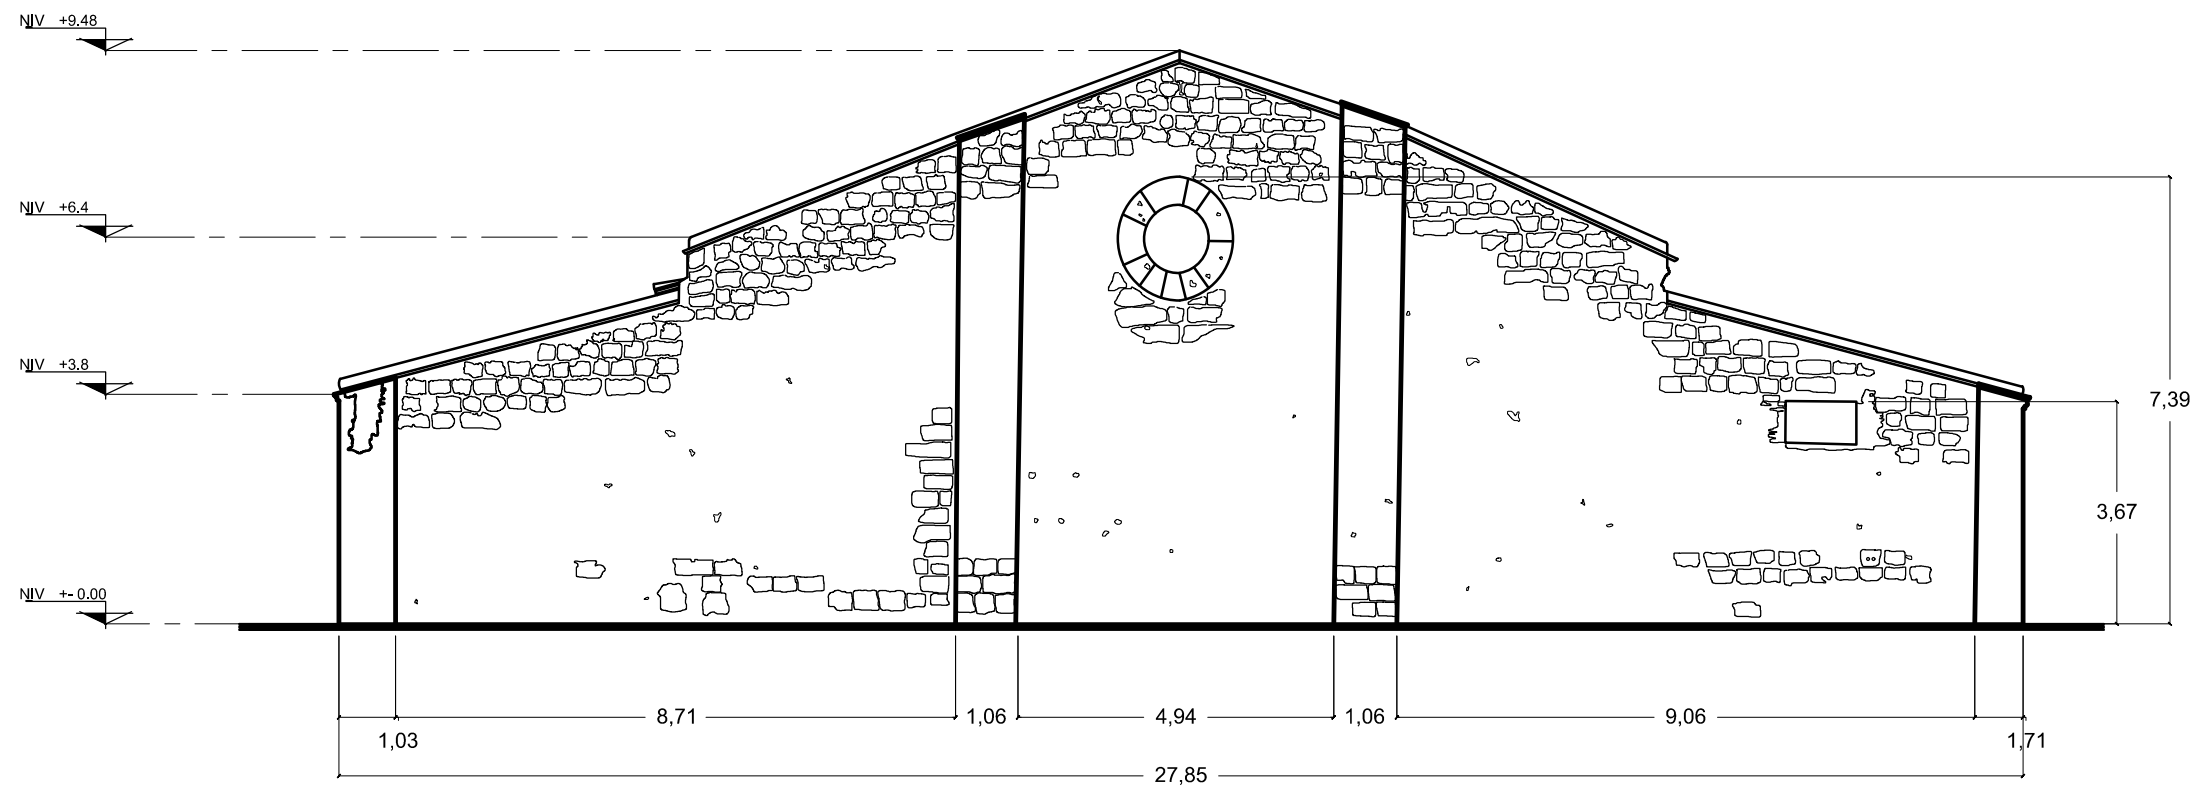 NIV +9.48
NIV +6.4
NIV +3.8
7,39
3,67
NIV +- 0.00
8,71 1,06 4,94 1,06 9,06
1,03 1,71
27,85